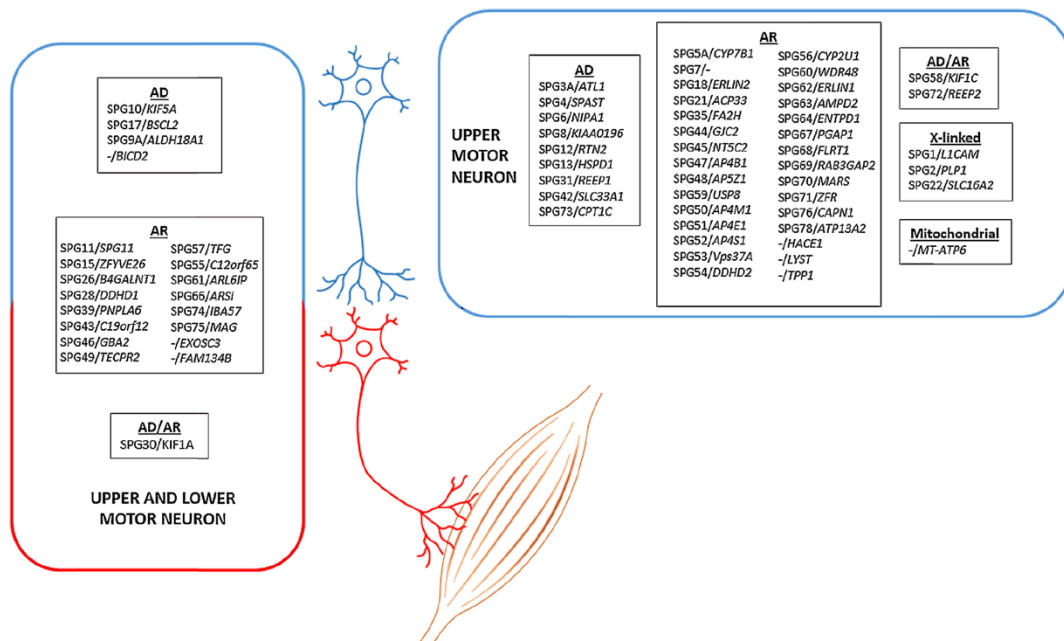 AD
SPG10/KIF5A
SPG17/BSCL2
SPG9A/ALDH18A1
-/BICD2
AR
SPG11/SPG11
SPG15/ZFYVE26
SPG26/B4GALNT1
SPG28/DDHD1
SPG39/PNPLA6
SPG43/C19orf12
SPG46/GBA2
SPG49/TECPR2
SPG57/TFG
SPG55/C12orf65
SPG61/ARL6IP
SPG66/ARSI
SPG74/IBA57
SPG75/MAG
-/EXOSC3
-/FAM134B
AD/AR
SPG30/KIF1A
UPPER AND LOWER
MOTOR NEURON
UPPER
MOTOR
NEURON
AD
SPG3A/ATL1
SPG4/SPAST
SPG6/NIPA1
SPG8/KIAA0196
SPG12/RTN2
SPG13/HSPD1
SPG31/REEP1
SPG42/SLC33A1
SPG73/CPT1C
AR
SPG5A/CYP7B1
SPG7/-
SPG18/ERLIN2
SPG21/ACP33
SPG35/FA2H
SPG44/GJC2
SPG45/NT5C2
SPG47/AP4B1
SPG48/AP5Z1
SPG59/USP8
SPG50/AP4M1
SPG51/AP4E1
SPG52/AP4S1
SPG53/Vps37A
SPG54/DDHD2
SPG56/CYP2U1
SPG60/WDR48
SPG62/ERLIN1
SPG63/AMPD2
SPG64/ENTPD1
SPG67/PGAP1
SPG68/FLRT1
SPG69/RAB3GAP2
SPG70/MARS
SPG71/ZFR
SPG76/CAPN1
SPG78/ATP13A2
-/HACE1
-/LYST
-/TPP1
AD/AR
SPG58/KIF1C
SPG72/REEP2
X-linked
SPG1/L1CAM
SPG2/PLP1
SPG22/SLC16A2
Mitochondrial
-/MT-ATP6